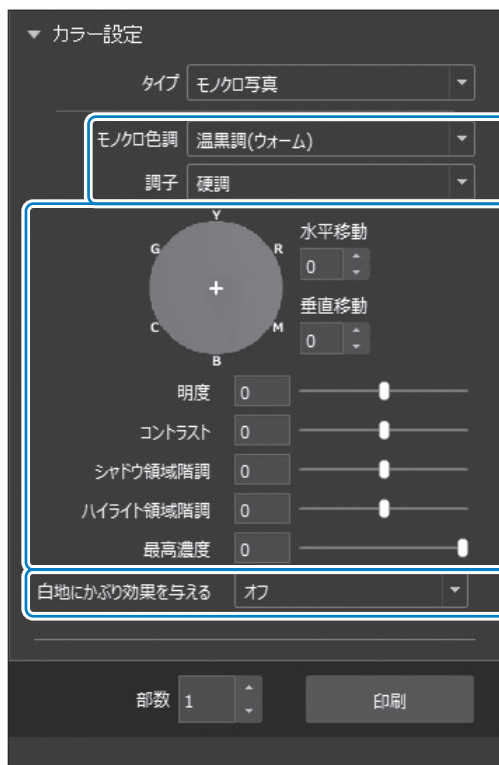 ▼ カラー設定
タイプ モノクロ写真
モノクロ色調 温黒調(ウォーム)
調子 硬調
Y
G R
C M
B
水平移動
0
垂直移動
0
明度 0
コントラスト 0
シャドウ領域階調 0
ハイライト領域階調 0
最高濃度 0
白地にかぶり効果を与える オフ
部数 1 印刷